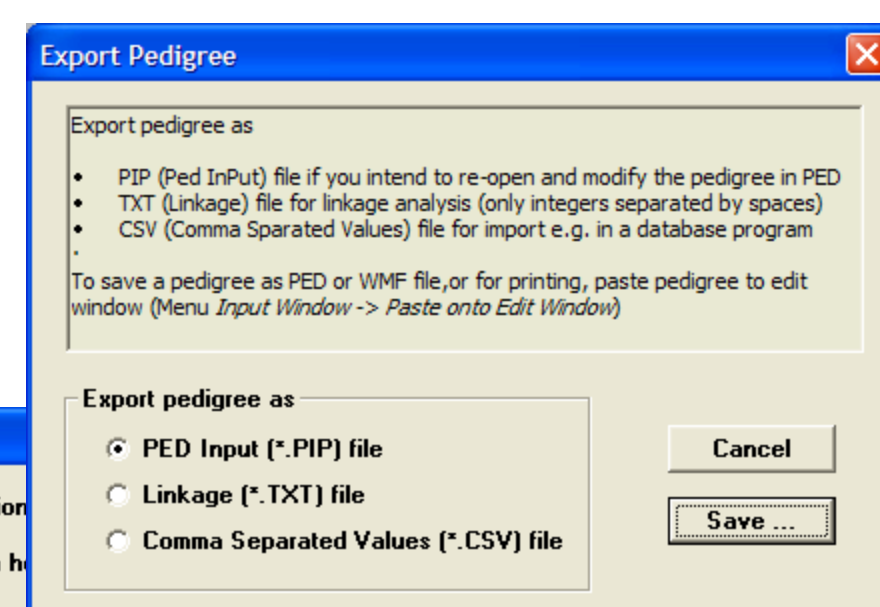 Export Pedigree
Export pedigree as
• PIP (Ped InPut) file if you intend to re-open and modify the pedigree in PED
• TXT (Linkage) file for linkage analysis (only integers separated by spaces)
• CSV (Comma Sparated Values) file for import e.g. in a database program
To save a pedigree as PED or WMF file,or for printing, paste pedigree to edit
window (Menu Input Window -> Paste onto Edit Window)
Export pedigree as
PED Input (*.PIP) file
Linkage (*.TXT) file
Comma Separated Values (*.CSV) file
Cancel
Save ...